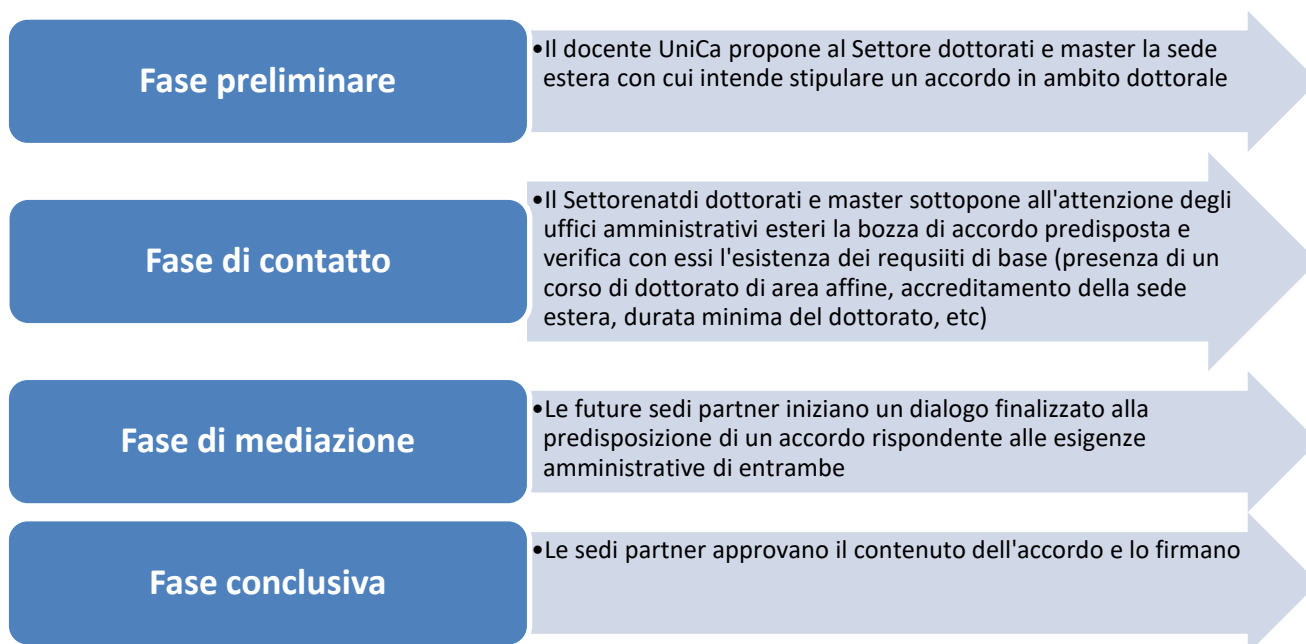 Fase preliminare
•Il docente UniCa propone al Settore dottorati e master la sede
estera con cui intende stipulare un accordo in ambito dottorale
Fase di contatto
•Il Settorenatdi dottorati e master sottopone all'attenzione degli
uffici amministrativi esteri la bozza di accordo predisposta e
verifica con essi l'esistenza dei requsiiti di base (presenza di un
corso di dottorato di area affine, accreditamento della sede
estera, durata minima del dottorato, etc)
Fase di mediazione
•Le future sedi partner iniziano un dialogo finalizzato alla
predisposizione di un accordo rispondente alle esigenze
amministrative di entrambe
Fase conclusiva
•Le sedi partner approvano il contenuto dell'accordo e lo firmano